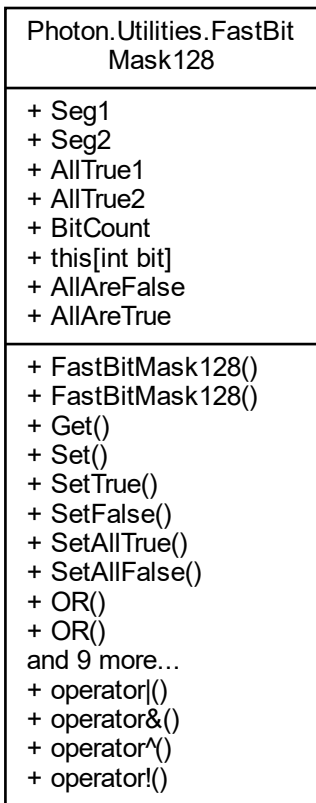 Photon.Utilities.FastBit
Mask128
+ Seg1
+ Seg2
+ AllTrue1
+ AllTrue2
+ BitCount
+ this[int bit]
+ AllAreFalse
+ AllAreTrue
+ FastBitMask128()
+ FastBitMask128()
+ Get()
+ Set()
+ SetTrue()
+ SetFalse()
+ SetAllTrue()
+ SetAllFalse()
+ OR()
+ OR()
and 9 more...
+ operator|()
+ operator&()
+ operator^()
+ operator!()